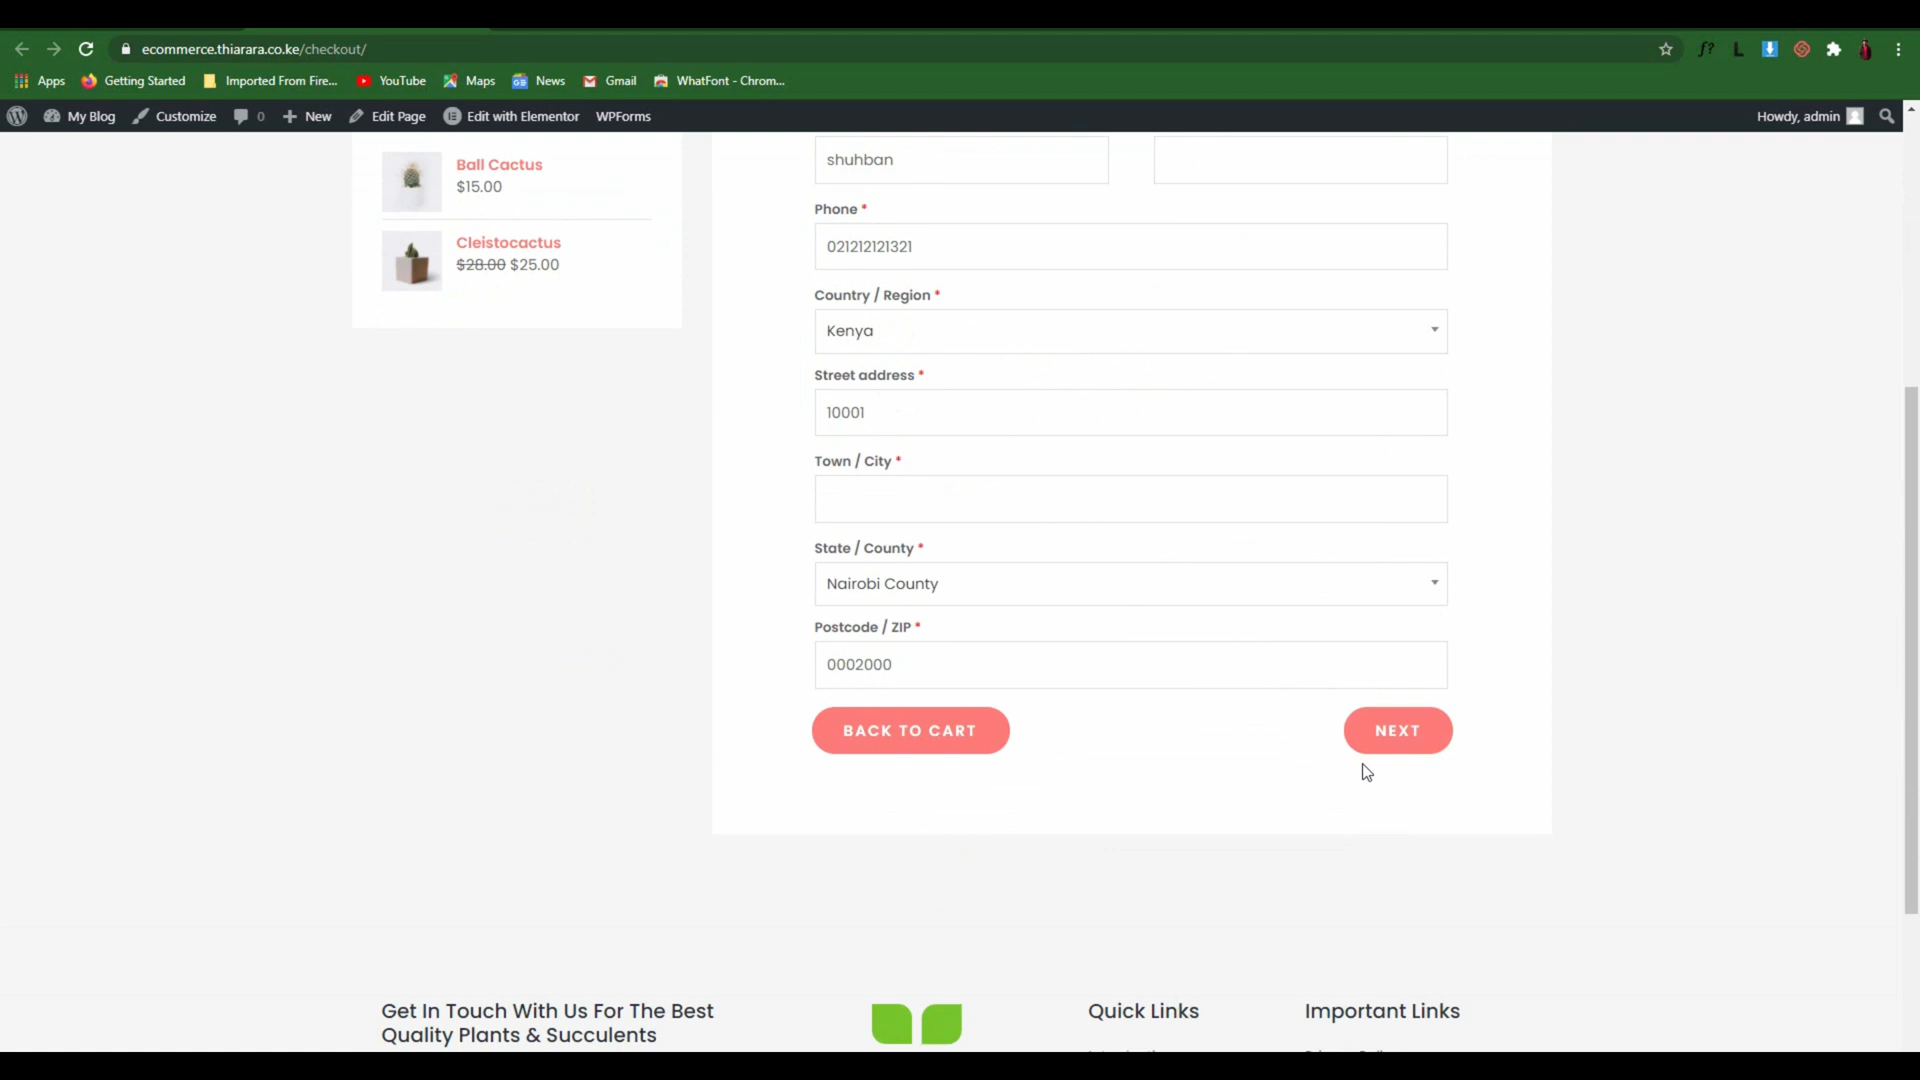 ecommerce.thiarara.co.ke/checkout/
Apps Getting Started Imported From Fire... YouTube Maps News Gmail WhatFont - Chrom...
My Blog Customize 0 New Edit Page Edit with Elementor WPForms Howdy, admin
Ball Cactus
$15.00
Cleistocactus
$28.00 $25.00
shuhban
Phone *
021212121321
Country / Region *
Kenya
Street address *
10001
Town / City *
State / County *
Nairobi County
Postcode / ZIP *
0002000
BACK TO CART
NEXT
Get In Touch With Us For The Best
Quality Plants & Succulents
Quick Links
Important Links